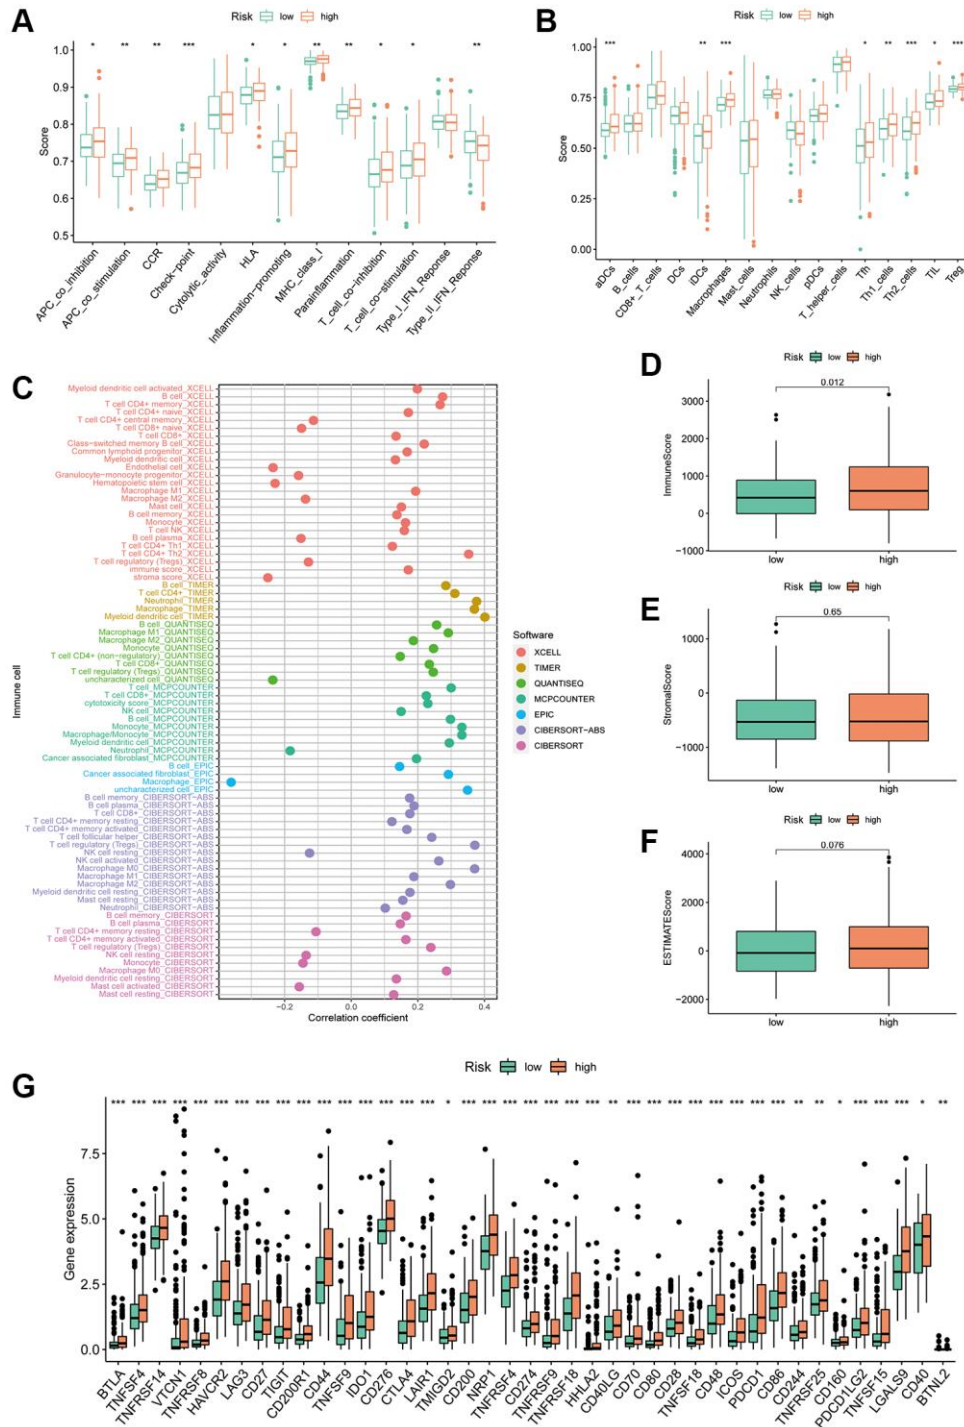 A
Risk low high
* ** ** *** * * ** ** * * **
Score
1.0
0.9
0.8
0.7
0.6
0.5
APC_co_inhibition
APC_co_stimulation
CCR
Check−point
Cytolytic_activity
HLA
Inflammation−promoting
MHC_class_I
Parainflammation
T_cell_co−inhibition
T_cell_co−stimulation
Type_I_IFN_Reponse
Type_II_IFN_Reponse
B
Risk low high
*** ** *** * ** *** * ***
Score
1.00
0.75
0.50
0.25
0.00
aDCs
B_cells
CD8+_T_cells
DCs
iDCs
Macrophages
Mast_cells
Neutrophils
NK_cells
pDCs
T_helper_cells
Tfh
Th1_cells
Th2_cells
TIL
Treg
C
Immune cell
Myeloid dendritic cell activated_XCELL
B cell_XCELL
T cell CD4+ memory_XCELL
T cell CD4+ naive_XCELL
T cell CD4+ central memory_XCELL
T cell CD8+ naive_XCELL
T cell CD8+_XCELL
Class−switched memory B cell_XCELL
Common lymphoid progenitor_XCELL
Myeloid dendritic cell_XCELL
Endothelial cell_XCELL
Granulocyte−monocyte progenitor_XCELL
Hematopoietic stem cell_XCELL
Macrophage M1_XCELL
Macrophage M2_XCELL
Mast cell_XCELL
B cell memory_XCELL
Monocyte_XCELL
T cell NK_XCELL
B cell plasma_XCELL
T cell CD4+ Th1_XCELL
T cell CD4+ Th2_XCELL
T cell regulatory (Tregs)_XCELL
immune score_XCELL
stroma score_XCELL
B cell_TIMER
T cell CD4+_TIMER
Neutrophil_TIMER
Macrophage_TIMER
Myeloid dendritic cell_TIMER
B cell_QUANTISEQ
Macrophage M1_QUANTISEQ
Macrophage M2_QUANTISEQ
Monocyte_QUANTISEQ
T cell CD4+ (non−regulatory)_QUANTISEQ
T cell CD8+_QUANTISEQ
T cell regulatory (Tregs)_QUANTISEQ
uncharacterized cell_QUANTISEQ
T cell_MCPCOUNTER
T cell CD8+_MCPCOUNTER
cytotoxicity score_MCPCOUNTER
NK cell_MCPCOUNTER
B cell_MCPCOUNTER
Monocyte_MCPCOUNTER
Macrophage/Monocyte_MCPCOUNTER
Myeloid dendritic cell_MCPCOUNTER
Neutrophil_MCPCOUNTER
Cancer associated fibroblast_MCPCOUNTER
B cell_EPIC
Cancer associated fibroblast_EPIC
Macrophage_EPIC
uncharacterized cell_EPIC
B cell memory_CIBERSORT−ABS
B cell plasma_CIBERSORT−ABS
T cell CD8+_CIBERSORT−ABS
T cell CD4+ memory resting_CIBERSORT−ABS
T cell CD4+ memory activated_CIBERSORT−ABS
T cell follicular helper_CIBERSORT−ABS
T cell regulatory (Tregs)_CIBERSORT−ABS
NK cell resting_CIBERSORT−ABS
NK cell activated_CIBERSORT−ABS
Macrophage M0_CIBERSORT−ABS
Macrophage M1_CIBERSORT−ABS
Macrophage M2_CIBERSORT−ABS
Myeloid dendritic cell resting_CIBERSORT−ABS
Mast cell resting_CIBERSORT−ABS
Neutrophil_CIBERSORT−ABS
B cell memory_CIBERSORT
B cell plasma_CIBERSORT
T cell CD4+ memory resting_CIBERSORT
T cell CD4+ memory activated_CIBERSORT
T cell regulatory (Tregs)_CIBERSORT
NK cell resting_CIBERSORT
Monocyte_CIBERSORT
Macrophage M0_CIBERSORT
Myeloid dendritic cell resting_CIBERSORT
Mast cell activated_CIBERSORT
Mast cell resting_CIBERSORT
−0.2 0.0 0.2 0.4
Correlation coefficient
Software
XCELL
TIMER
QUANTISEQ
MCPCOUNTER
EPIC
CIBERSORT−ABS
CIBERSORT
D
Risk low high
0.012
ImmuneScore
3000
2000
1000
0
−1000
low high
E
Risk low high
0.65
StromalScore
1000
0
−1000
low high
F
Risk low high
0.076
ESTIMATEScore
4000
2000
0
−2000
low high
G
Risk low high
*** *** *** *** *** *** *** *** *** *** *** *** *** *** *** *** * *** *** *** *** *** *** ** *** *** *** *** *** *** *** *** ** ** * *** *** *** * **
Gene expression
7.5
5.0
2.5
0.0
BTLA
TNFSF4
TNFRSF14
VTCN1
TNFRSF8
HAVCR2
LAG3
CD27
TIGIT
CD200R1
CD44
TNFSF9
IDO1
CD276
CTLA4
LAIR1
TMIGD2
CD200
NRP1
TNFRSF4
CD274
TNFRSF9
TNFRSF18
HHLA2
CD40LG
CD70
CD80
CD28
TNFSF18
CD48
ICOS
PDCD1
CD86
CD244
TNFRSF25
CD160
PDCD1LG2
TNFSF15
LGALS9
CD40
BTNL2